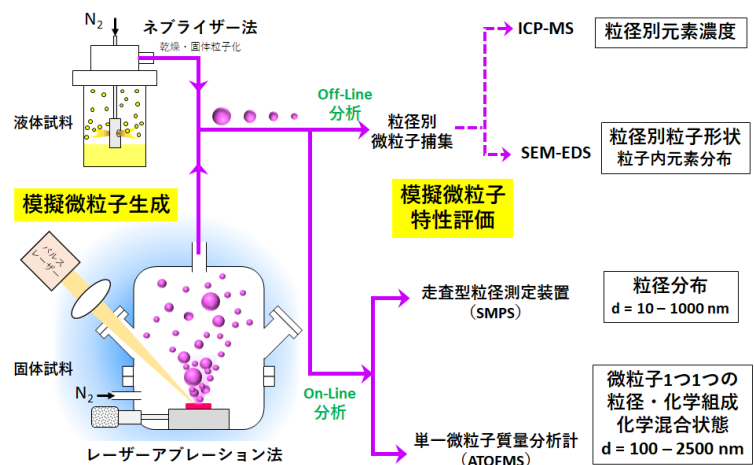 N2
ネブライザー法
乾燥・固体粒子化
液体試料
模擬微粒子生成
パルス
レーザー
固体試料
N2
レーザーアブレーション法
Off-Line
分析
粒径別
微粒子捕集
ICP-MS
粒径別元素濃度
SEM-EDS
粒径別粒子形状
粒子内元素分布
模擬微粒子
特性評価
走査型粒径測定装置
（SMPS）
粒径分布
d = 10 – 1000 nm
On-Line
分析
単一微粒子質量分析計
（ATOFMS）
微粒子1つ1つの
粒径・化学組成
化学混合状態
d = 100 – 2500 nm